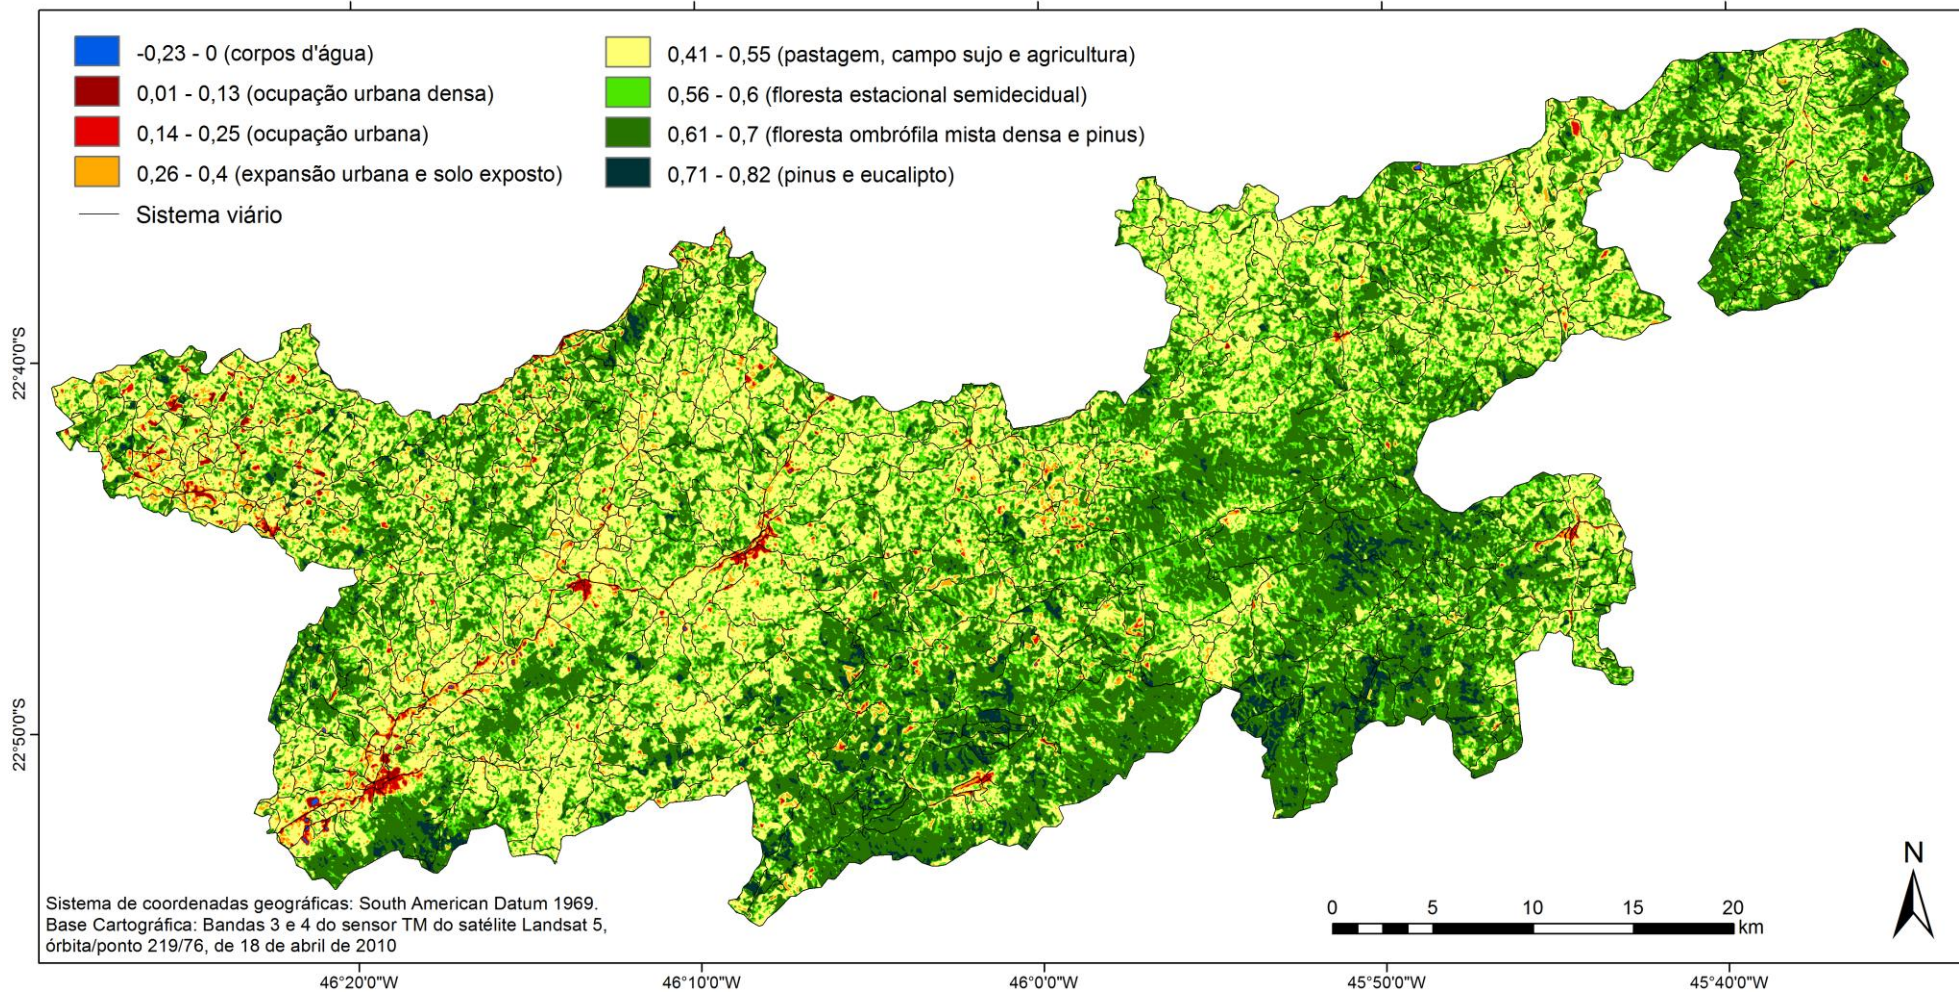 -0,23 - 0 (corpos d'água)
0,01 - 0,13 (ocupação urbana densa)
0,14 - 0,25 (ocupação urbana)
0,26 - 0,4 (expansão urbana e solo exposto)
Sistema viário
0,41 - 0,55 (pastagem, campo sujo e agricultura)
0,56 - 0,6 (floresta estacional semidecidual)
0,61 - 0,7 (floresta ombrófila mista densa e pinus)
0,71 - 0,82 (pinus e eucalipto)
22°40'0"S
22°50'0"S
Sistema de coordenadas geográficas: South American Datum 1969.
Base Cartográfica: Bandas 3 e 4 do sensor TM do satélite Landsat 5,
órbita/ponto 219/76, de 18 de abril de 2010
0 5 10 15 20
km
N
46°20'0"W 46°10'0"W 46°0'0"W 45°50'0"W 45°40'0"W